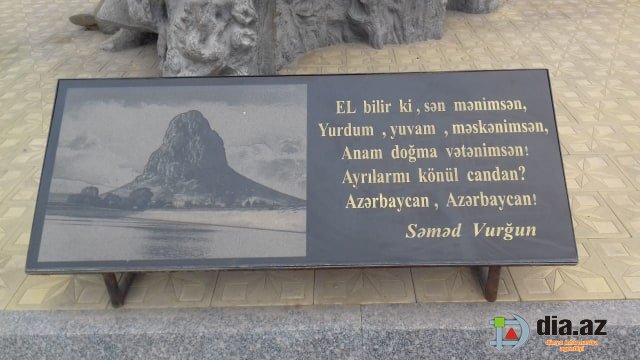 EL bilir ki , sən mənimsən,
Yurdum , yuvam , məskənimsən,
Anam doğma vətənimsən!
Ayrılarmı könül candan?
Azərbaycan , Azərbaycan!
Səməd Vurğun
dia.az